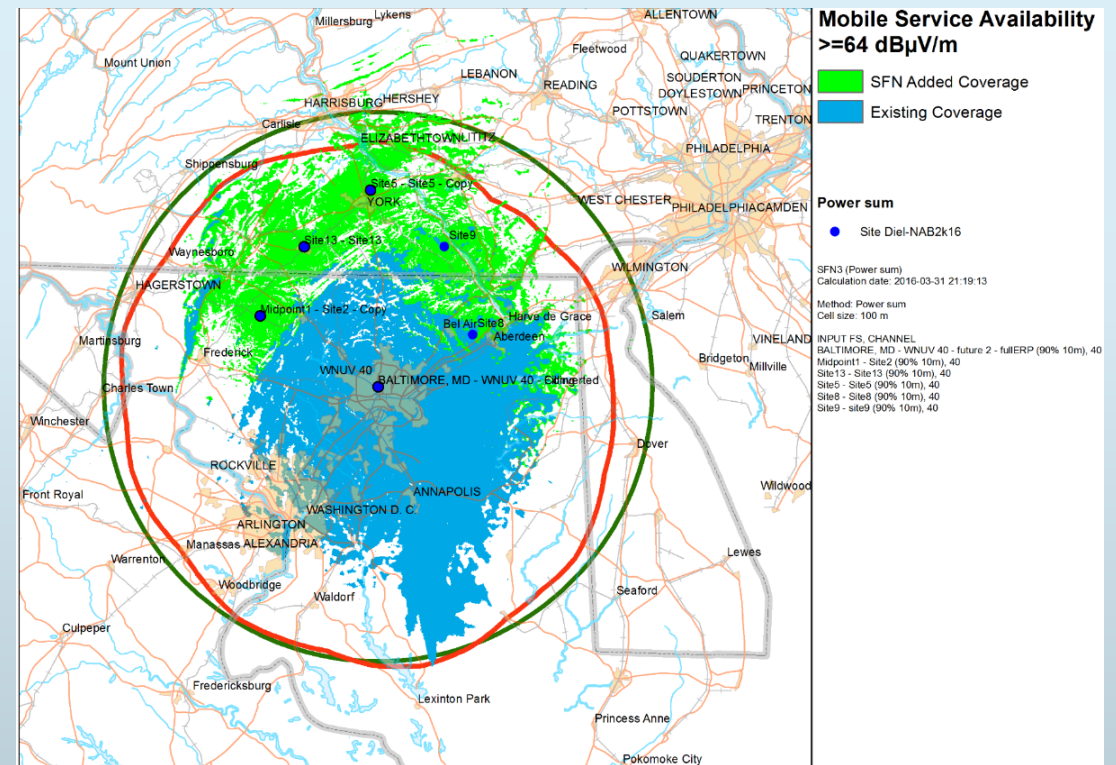 Mobile Service Availability
>=64 dBµV/m
SFN Added Coverage
Existing Coverage
Power sum
Site Diel-NAB2k16
SFN3 (Power sum)
Calculation date: 2016-03-31 21:19:13
Method: Power sum
Cell size: 100 m
INPUT FS, CHANNEL
BALTIMORE, MD - WNUV 40 - future 2 - fullERP (90% 10m), 40
Midpoint1 - Site2 (90% 10m), 40
Site13 - Site13 (90% 10m), 40
Site5 - Site5 (90% 10m), 40
Site8 - Site8 (90% 10m), 40
Site9 - site9 (90% 10m), 40
Lykens
Millersburg
ALLENTOWN
Fleetwood
Mount Union
QUAKERTOWN
LEBANON
READING
SOUDERTON
DOYLESTOWN
PRINCETON
HARRISBURG
HERSHEY
POTTSTOWN
TRENTON
Carlisle
ELIZABETHTOWN
LITITZ
PHILADELPHIA
Shippensburg
Site5 - Site5 - Copy
YORK
WEST CHESTER
PHILADELPHIA
CAMDEN
Site13 - Site13
Site9
Waynesboro
WILMINGTON
HAGERSTOWN
Midpoint1 - Site2 - Copy
Harve de Grace
Salem
Bel Air
Site8
Aberdeen
Martinsburg
VINELAND
Frederick
Bridgeton
Millville
WNUV 40
BALTIMORE, MD - WNUV 40 -
Charles Town
Winchester
Dover
ROCKVILLE
Front Royal
ANNAPOLIS
Wildwood
WASHINGTON D. C.
ARLINGTON
Manassas
ALEXANDRIA
Warrenton
Lewes
Woodbridge
Waldorf
Seaford
Culpeper
Fredericksburg
Lexinton Park
Princess Anne
Pokomoke City